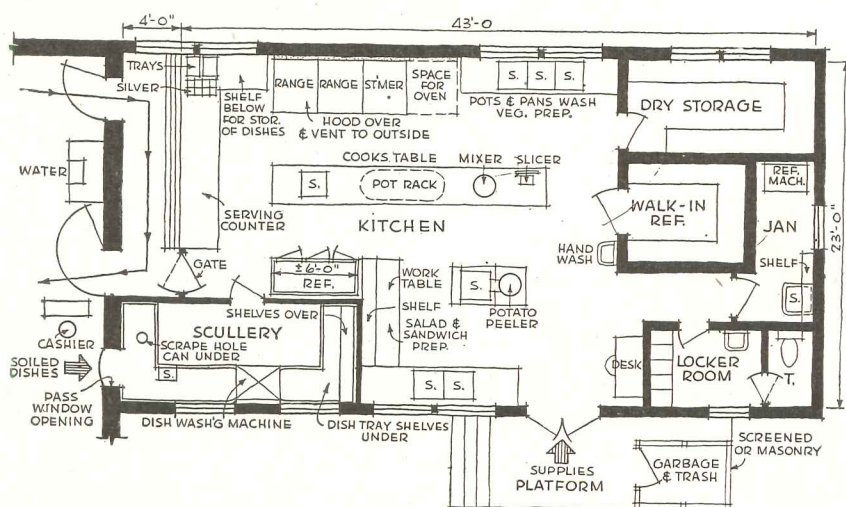 4'-0"
43'-0
TRAYS
SILVER
SHELF
BELOW
FOR STOR.
OF DISHES
RANGE
RANGE
ST'MER
SPACE
FOR
OVEN
HOOD OVER
& VENT TO OUTSIDE
S.
S.
S.
POTS & PANS WASH
VEG. PREP.
DRY STORAGE
WATER
COOKS TABLE
MIXER
SLICER
S.
POT RACK
REF.
MACH.
SERVING
COUNTER
KITCHEN
WALK-IN
REF.
JAN
23'-0"
HAND
WASH
GATE
±6'-0"
REF.
WORK
TABLE
SHELF
SALAD &
SANDWICH
PREP.
S.
POTATO
PEELER
SHELF
S.
SHELVES OVER
SCULLERY
SCRAPE HOLE
CAN UNDER
S.
CASHIER
SOILED
DISHES
PASS
WINDOW
OPENING
DESK
LOCKER
ROOM
T.
S.
S.
DISH WASH'G MACHINE
DISH TRAY SHELVES
UNDER
SUPPLIES
PLATFORM
GARBAGE
& TRASH
SCREENED
OR MASONRY